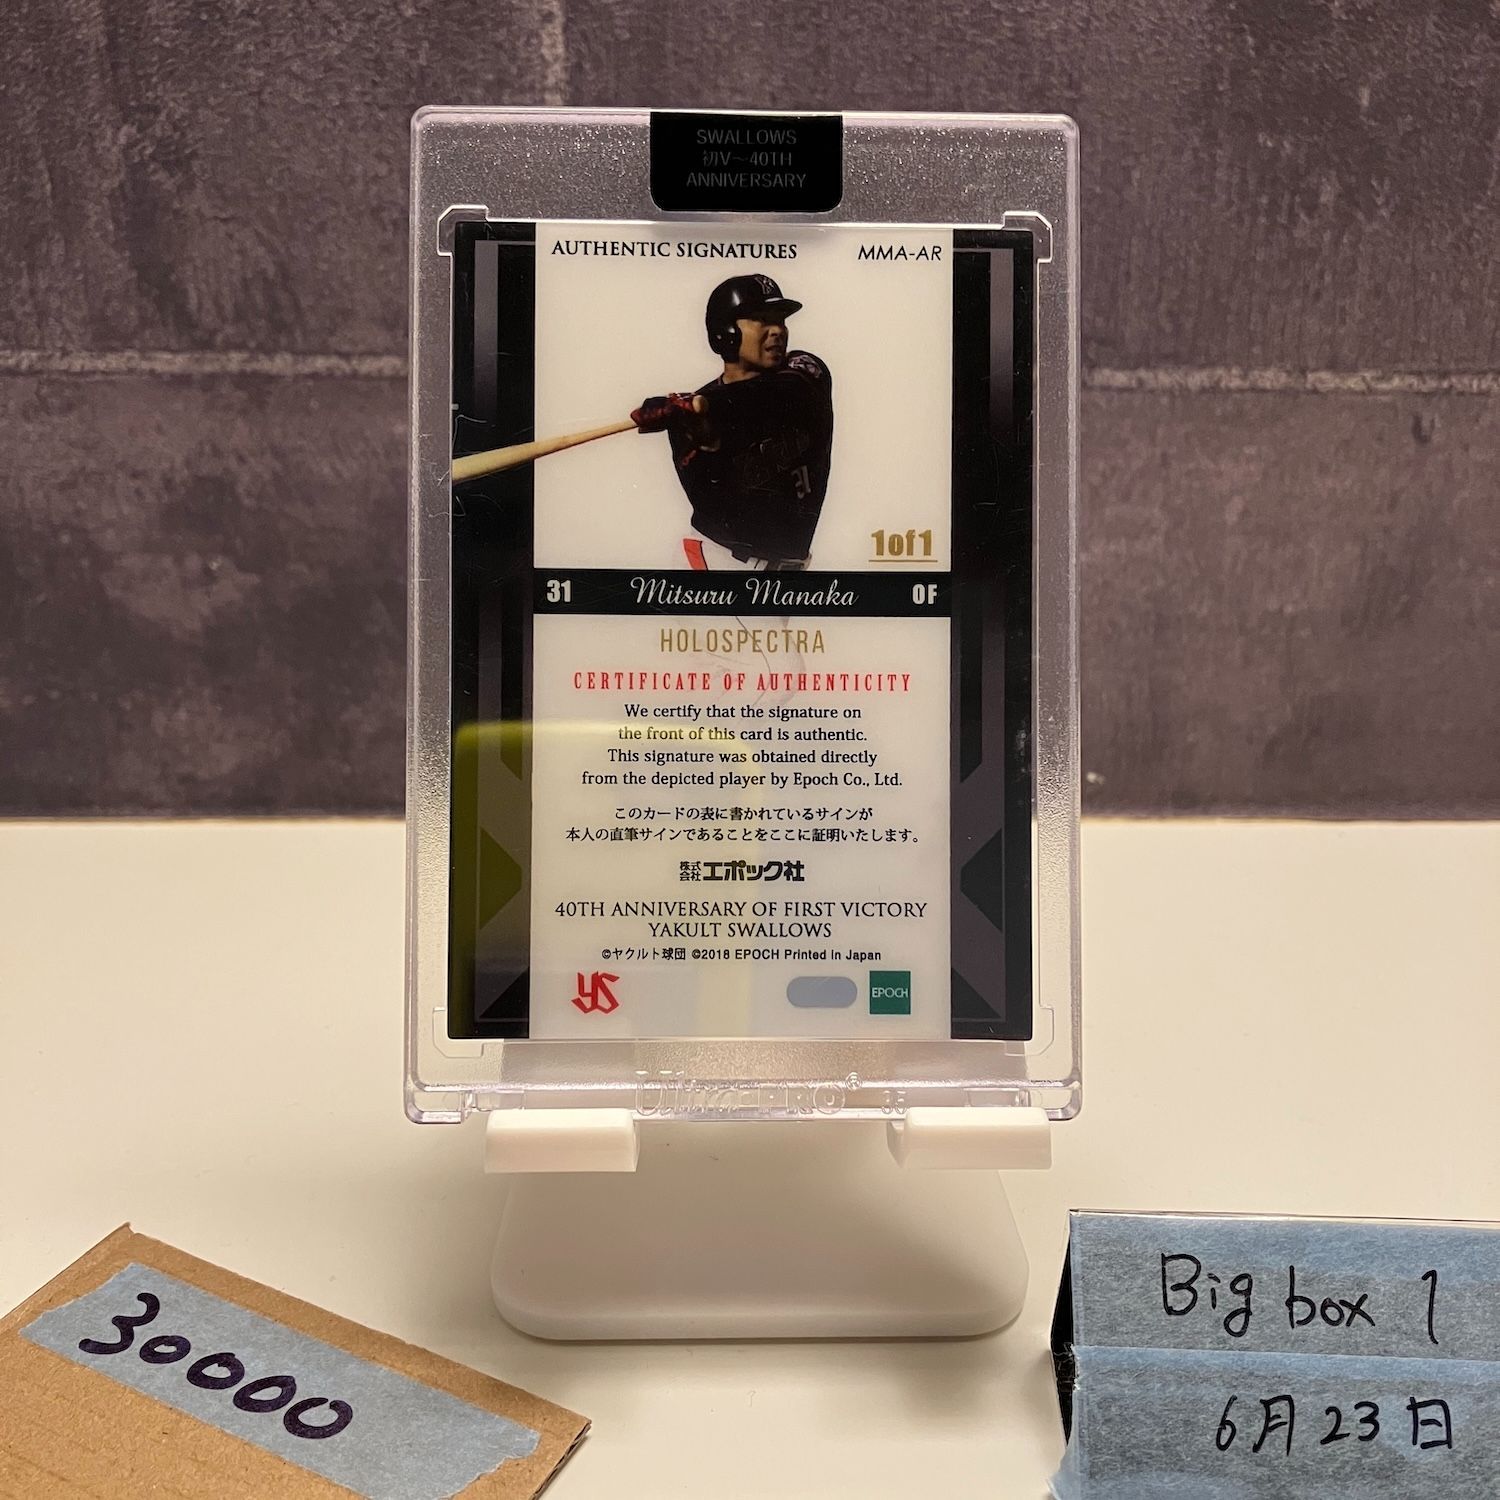 SWALLOWS
初V~40TH
ANNIVERSARY
AUTHENTIC SIGNATURES MMA-AR
31
1of1
31 Mitsuru Manaka OF
HOLOSPECTRA
CERTIFICATE OF AUTHENTICITY
We certify that the signature on
the front of this card is authentic.
This signature was obtained directly
from the depicted player by Epoch Co., Ltd.
このカードの表に書かれているサインが
本人の直筆サインであることをここに証明いたします。
株式会社エポック社
40TH ANNIVERSARY OF FIRST VICTORY
YAKULT SWALLOWS
©ヤクルト球団 ©2018 EPOCH Printed in Japan
YS EPOCH
Ultra PRO® 35
30000
Big box 1
6月23日